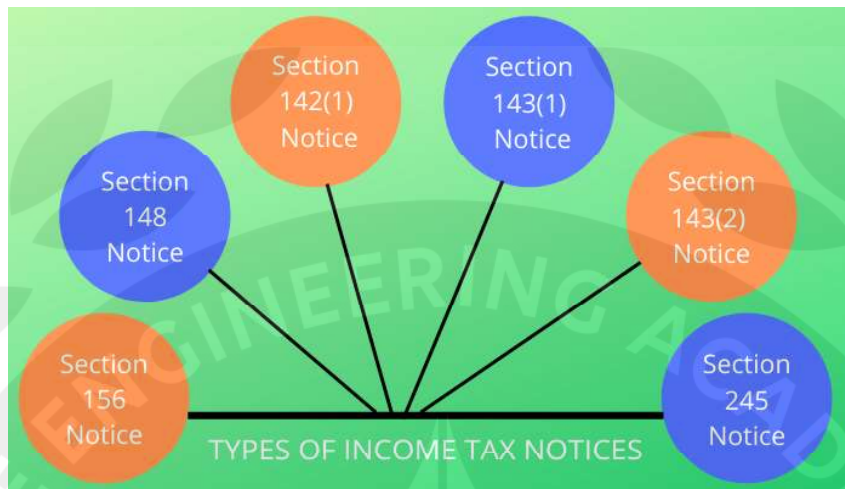 Section
142(1)
Notice
Section
143(1)
Notice
Section
148
Notice
Section
143(2)
Notice
Section
156
Notice
Section
245
Notice
TYPES OF INCOME TAX NOTICES
ENGINEERING ACAD